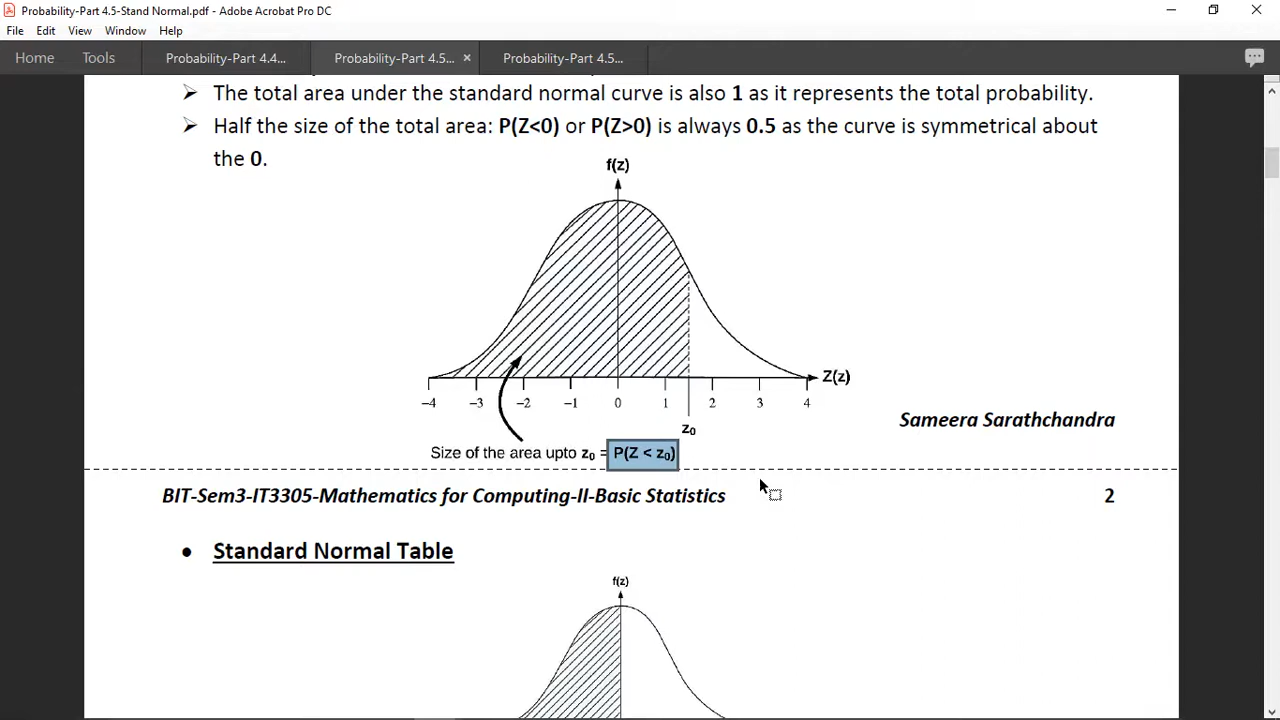 Probability-Part 4.5-Stand Normal.pdf - Adobe Acrobat Pro DC
File Edit View Window Help
Home Tools Probability-Part 4.4... Probability-Part 4.5... × Probability-Part 4.5...
➢ The total area under the standard normal curve is also 1 as it represents the total probability.
➢ Half the size of the total area: P(Z<0) or P(Z>0) is always 0.5 as the curve is symmetrical about
the 0.
f(z)
Z(z)
-4 -3 -2 -1 0 1 2 3 4
z₀
Sameera Sarathchandra
Size of the area upto z₀ = P(Z < z₀)
BIT-Sem3-IT3305-Mathematics for Computing-II-Basic Statistics 2
• Standard Normal Table
f(z)